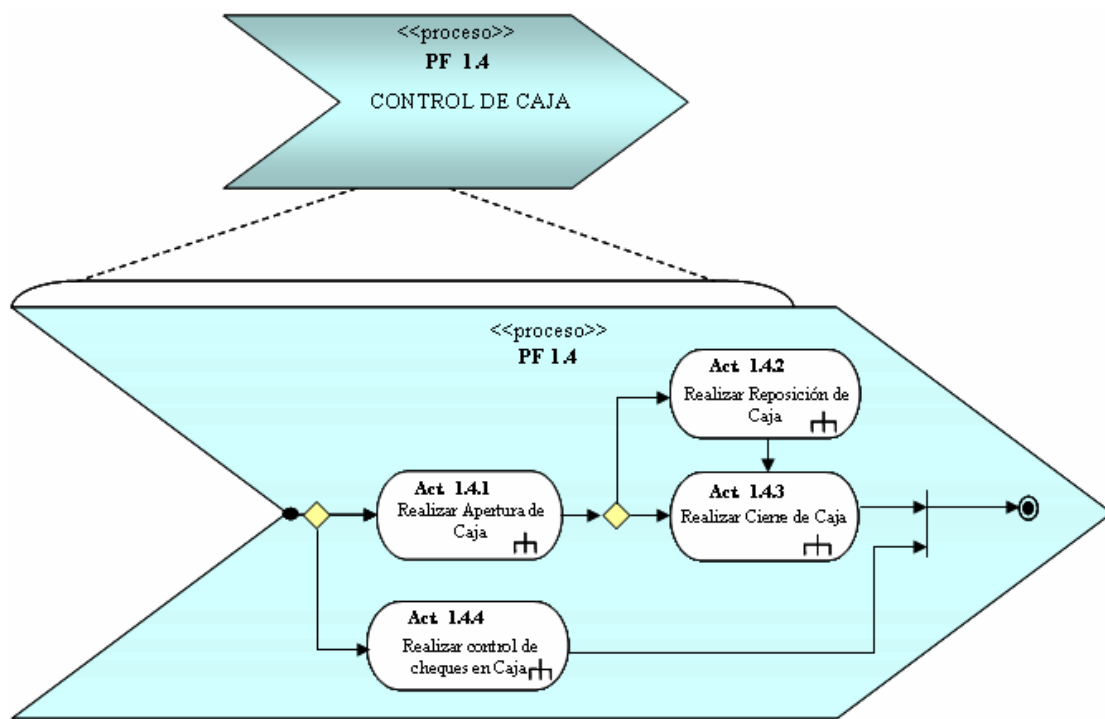 <<proceso>>
PF 1.4
CONTROL DE CAJA
<<proceso>>
PF 1.4
Act. 1.4.2
Realizar Reposición de
Caja
Act. 1.4.1
Realizar Apertura de
Caja
Act. 1.4.3
Realizar Cierre de Caja
Act. 1.4.4
Realizar control de
cheques en Caja